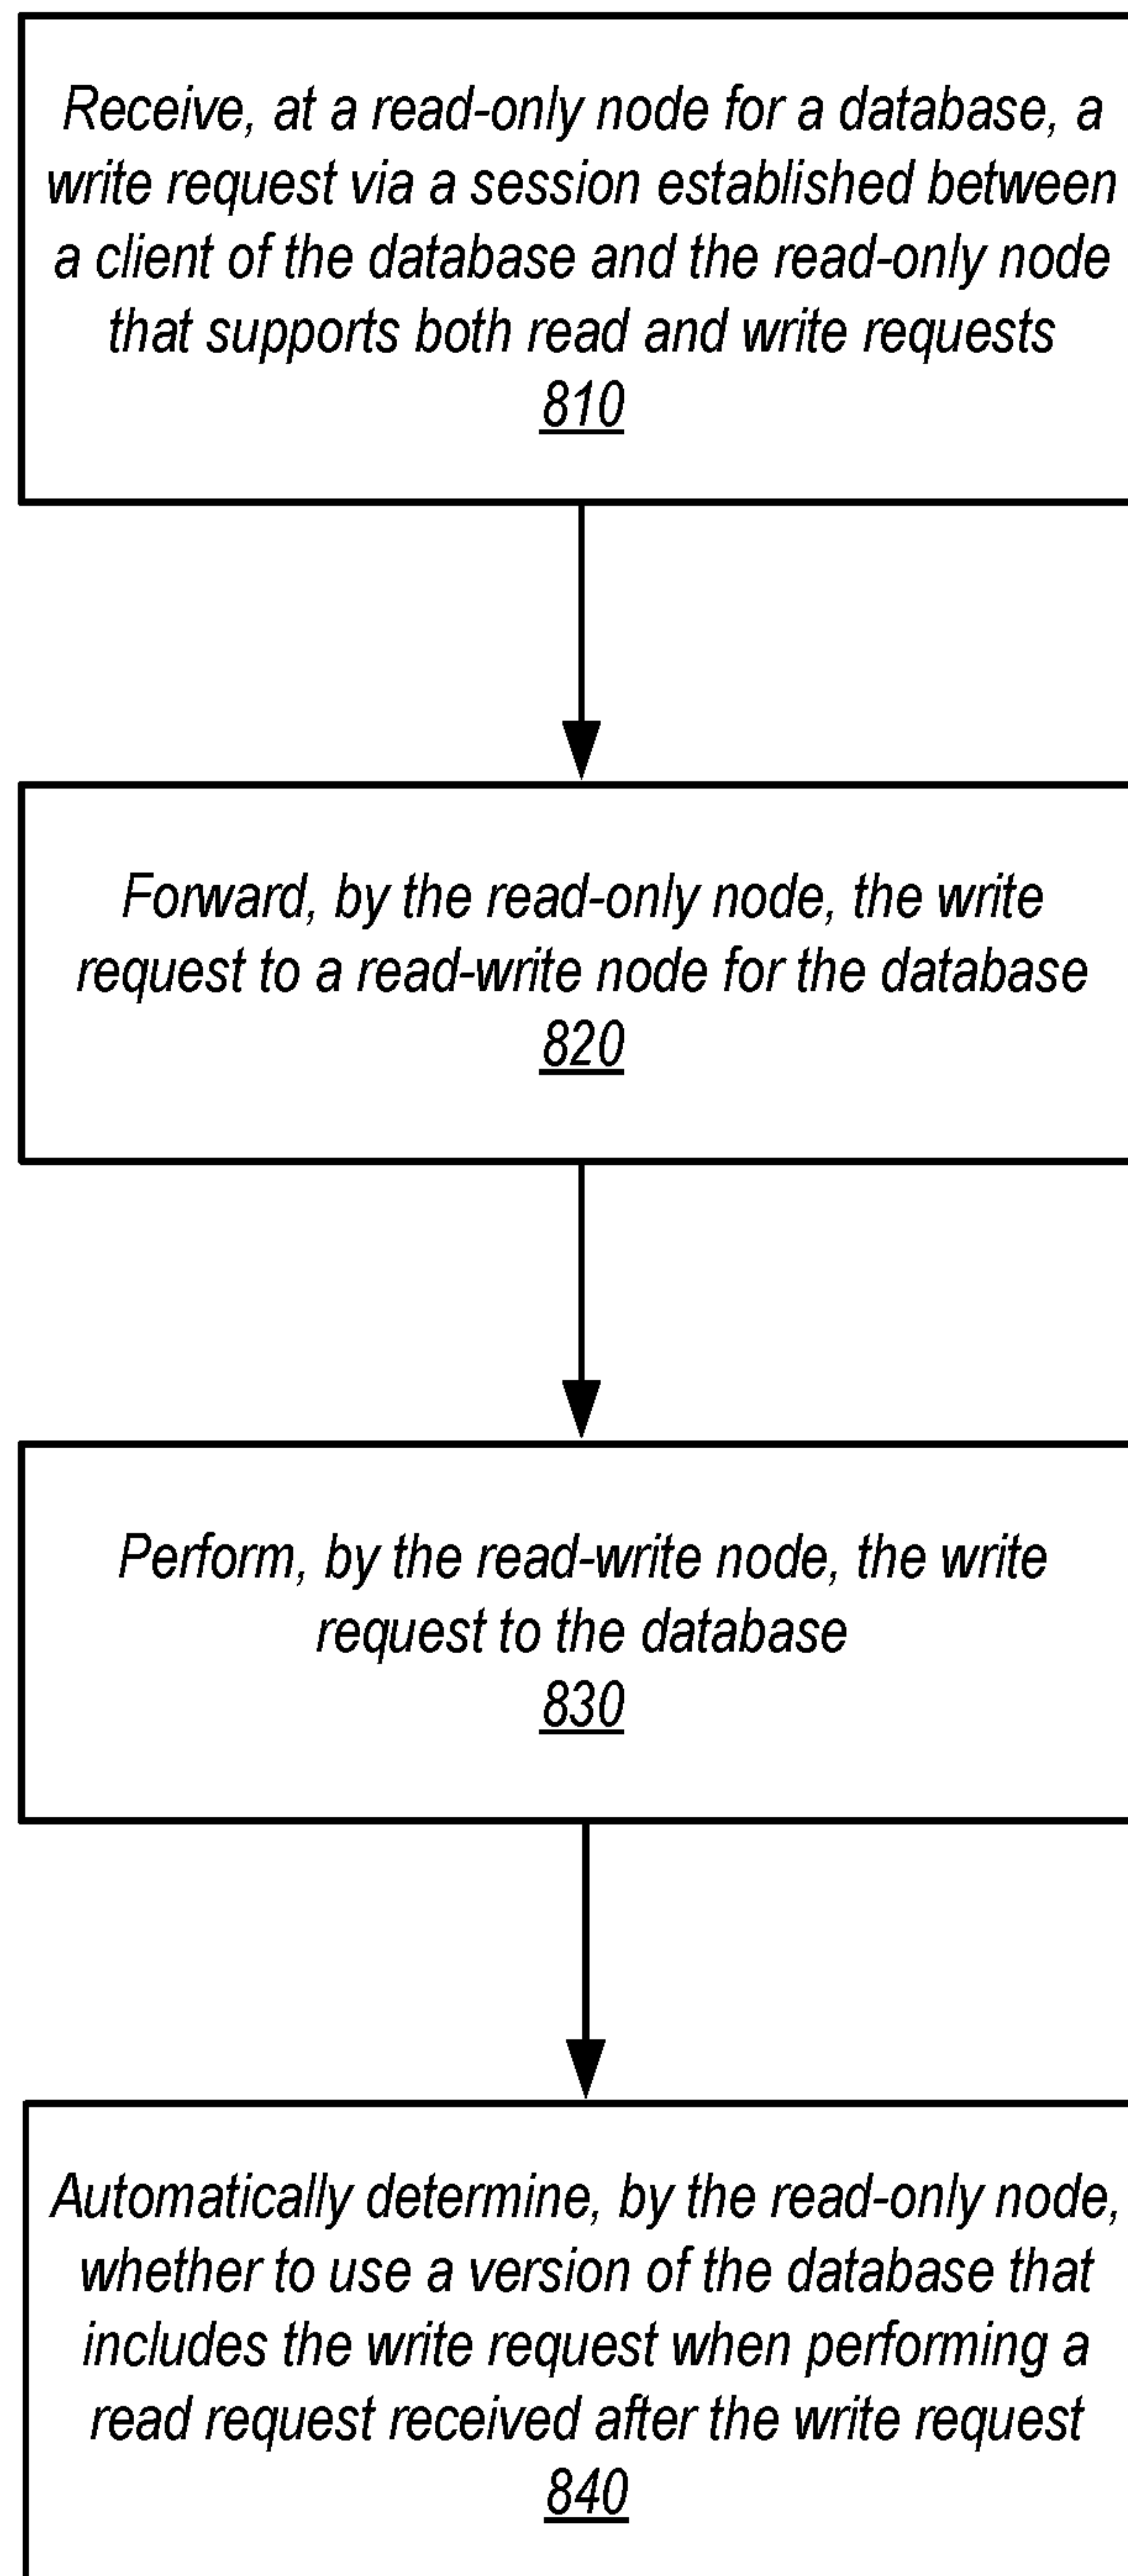 Receive, at a read-only node for a database, a
write request via a session established between
a client of the database and the read-only node
that supports both read and write requests
810
Forward, by the read-only node, the write
request to a read-write node for the database
820
Perform, by the read-write node, the write
request to the database
830
Automatically determine, by the read-only node,
whether to use a version of the database that
includes the write request when performing a
read request received after the write request
840